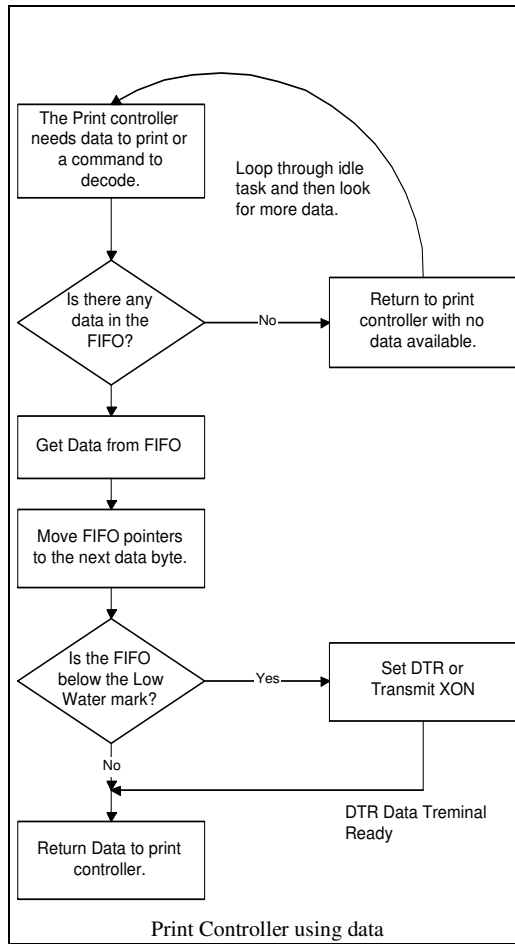 The Print controller
needs data to print or
a command to
decode.
Loop through idle
task and then look
for more data.
Is there any
data in the
FIFO?
No
Return to print
controller with no
data available.
Get Data from FIFO
Move FIFO pointers
to the next data byte.
Is the FIFO
below the Low
Water mark?
Yes
Set DTR or
Transmit XON
No
DTR Data Treminal
Ready
Return Data to print
controller.
Print Controller using data